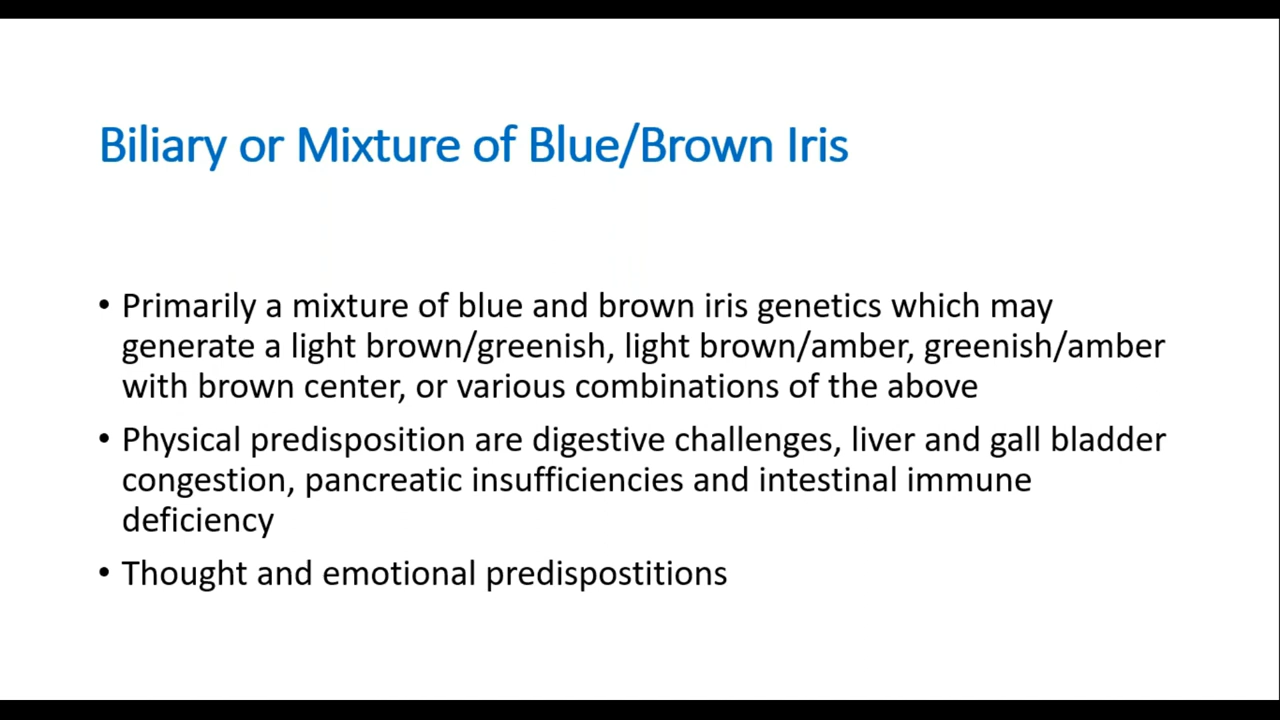 Biliary or Mixture of Blue/Brown Iris
• Primarily a mixture of blue and brown iris genetics which may
generate a light brown/greenish, light brown/amber, greenish/amber
with brown center, or various combinations of the above
• Physical predisposition are digestive challenges, liver and gall bladder
congestion, pancreatic insufficiencies and intestinal immune
deficiency
• Thought and emotional predispostitions